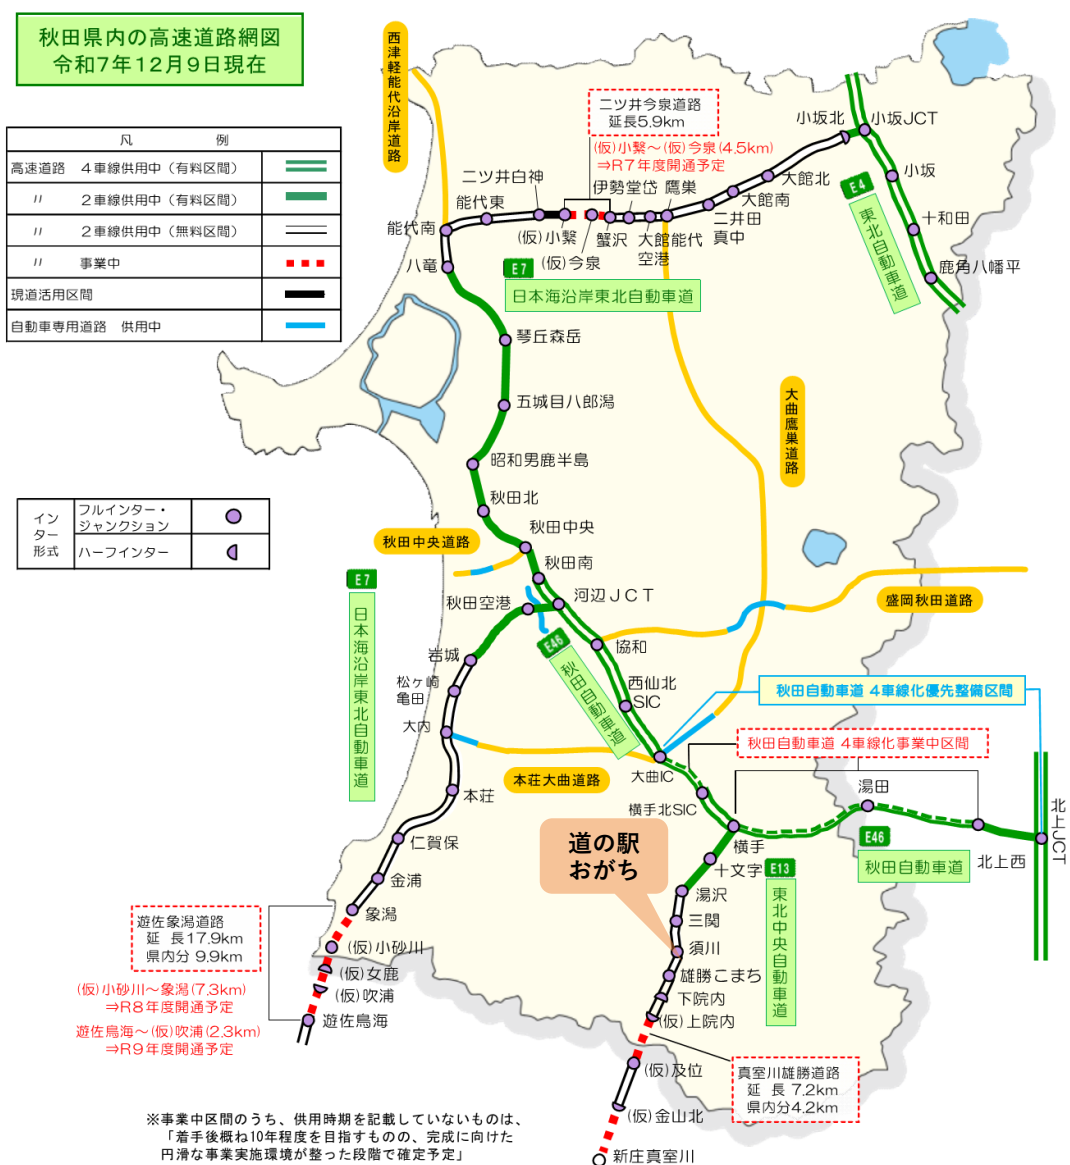 秋田県内の高速道路網図
令和7年12月9日現在
凡　例
高速道路　４車線供用中（有料区間）
〃　２車線供用中（有料区間）
〃　２車線供用中（無料区間）
〃　事業中
現道活用区間
自動車専用道路　供用中
インター形式
フルインター・
ジャンクション
ハーフインター
西津軽能代沿岸道路
二ツ井今泉道路
延長5.9km
(仮)小繋～(仮)今泉(4.5km)
⇒R７年度開通予定
小坂北
小坂JCT
小坂
十和田
鹿角八幡平
E4
東北自動車道
大館北
大館南
二井田
真中
鷹巣
伊勢堂岱
大館能代
空港
蟹沢
(仮)今泉
(仮)小繋
二ツ井白神
能代東
能代南
八竜
E7
日本海沿岸東北自動車道
琴丘森岳
五城目八郎潟
昭和男鹿半島
秋田北
秋田中央
秋田中央道路
秋田南
河辺ＪＣＴ
秋田空港
大曲鷹巣道路
盛岡秋田道路
E7
日本海沿岸東北自動車道
岩城
松ヶ崎
亀田
大内
本荘
仁賀保
金浦
象潟
E46
秋田自動車道
協和
西仙北
SIC
大曲IC
本荘大曲道路
秋田自動車道 4車線化優先整備区間
秋田自動車道 4車線化事業中区間
横手北SIC
横手
湯田
北上西
北上JCT
E46
秋田自動車道
道の駅
おがち
十文字
E13
東北中央自動車道
湯沢
三関
須川
雄勝こまち
下院内
(仮)上院内
(仮)及位
(仮)金山北
新庄真室川
真室川雄勝道路
延 長 7.2km
県内分4.2km
遊佐象潟道路
延 長17.9km
県内分 9.9km
(仮)小砂川～象潟(7.3km)
⇒R８年度開通予定
遊佐鳥海～(仮)吹浦(2.3km)
⇒R９年度開通予定
(仮)小砂川
(仮)女鹿
(仮)吹浦
遊佐鳥海
※事業中区間のうち、供用時期を記載していないものは、
「着手後概ね10年程度を目指すものの、完成に向けた
円滑な事業実施環境が整った段階で確定予定」